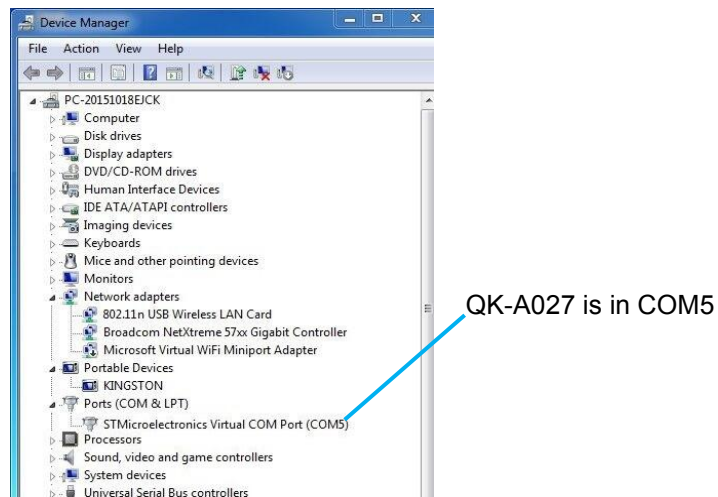 Device Manager
File Action View Help
PC-20151018EJCK
Computer
Disk drives
Display adapters
DVD/CD-ROM drives
Human Interface Devices
IDE ATA/ATAPI controllers
Imaging devices
Keyboards
Mice and other pointing devices
Monitors
Network adapters
802.11n USB Wireless LAN Card
Broadcom NetXtreme 57xx Gigabit Controller
Microsoft Virtual WiFi Miniport Adapter
Portable Devices
KINGSTON
Ports (COM & LPT)
STMicroelectronics Virtual COM Port (COM5)
Processors
Sound, video and game controllers
System devices
Universal Serial Bus controllers
QK-A027 is in COM5